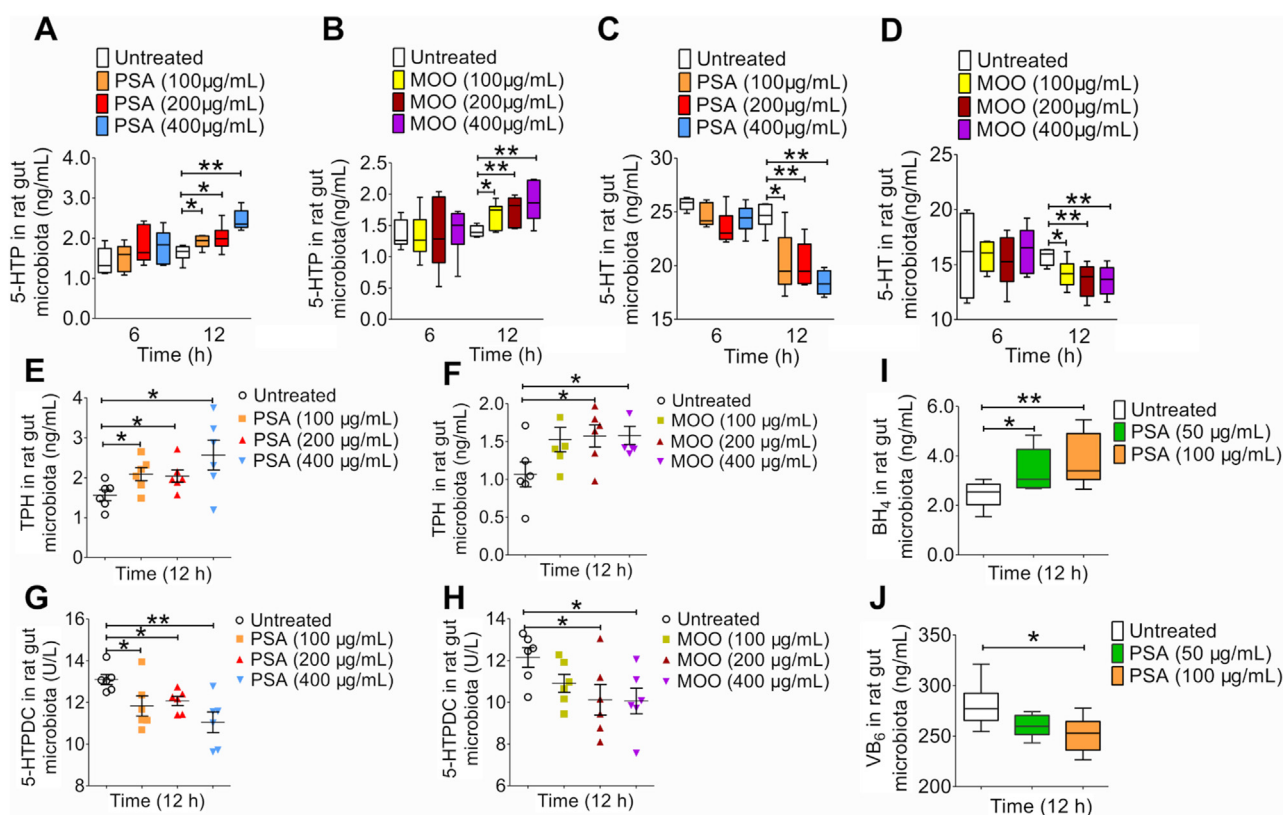 A
Untreated
PSA (100µg/mL)
PSA (200µg/mL)
PSA (400µg/mL)
5-HTP in rat gut
microbiota (ng/mL)
4.0
3.0
2.0
1.0
0.0
*
*
**
6
12
Time (h)
B
Untreated
MOO (100µg/mL)
MOO (200µg/mL)
MOO (400µg/mL)
5-HTP in rat gut
microbiota(ng/mL)
2.5
2.0
1.5
1.0
0.5
0.0
*
**
**
6
12
Time (h)
C
Untreated
PSA (100µg/mL)
PSA (200µg/mL)
PSA (400µg/mL)
5-HT in rat gut
microbiota(ng/mL)
30
25
20
15
*
**
**
6
12
Time (h)
D
Untreated
MOO (100µg/mL)
MOO (200µg/mL)
MOO (400µg/mL)
5-HT in rat gut
microbiota (ng/mL)
25
20
15
10
*
**
**
6
12
Time (h)
E
Untreated
PSA (100 µg/mL)
PSA (200 µg/mL)
PSA (400 µg/mL)
TPH in rat gut
microbiota (ng/mL)
4
3
2
1
*
*
*
Time (12 h)
F
Untreated
MOO (100 µg/mL)
MOO (200 µg/mL)
MOO (400 µg/mL)
TPH in rat gut
microbiota (ng/mL)
2.0
1.5
1.0
0.5
0.0
*
*
Time (12 h)
I
Untreated
PSA (50 µg/mL)
PSA (100 µg/mL)
BH4 in rat gut
microbiota (ng/mL)
6.0
4.0
2.0
0.0
*
**
Time (12 h)
G
Untreated
PSA (100 µg/mL)
PSA (200 µg/mL)
PSA (400 µg/mL)
5-HTPDC in rat gut
microbiota (U/L)
16
14
12
10
8
*
*
**
Time (12 h)
H
Untreated
MOO (100 µg/mL)
MOO (200 µg/mL)
MOO (400 µg/mL)
5-HTPDC in rat gut
microbiota (U/L)
14
12
10
8
6
*
*
Time (12 h)
J
Untreated
PSA (50 µg/mL)
PSA (100 µg/mL)
VB6 in rat gut
microbiota (ng/mL)
350
300
250
200
*
Time (12 h)